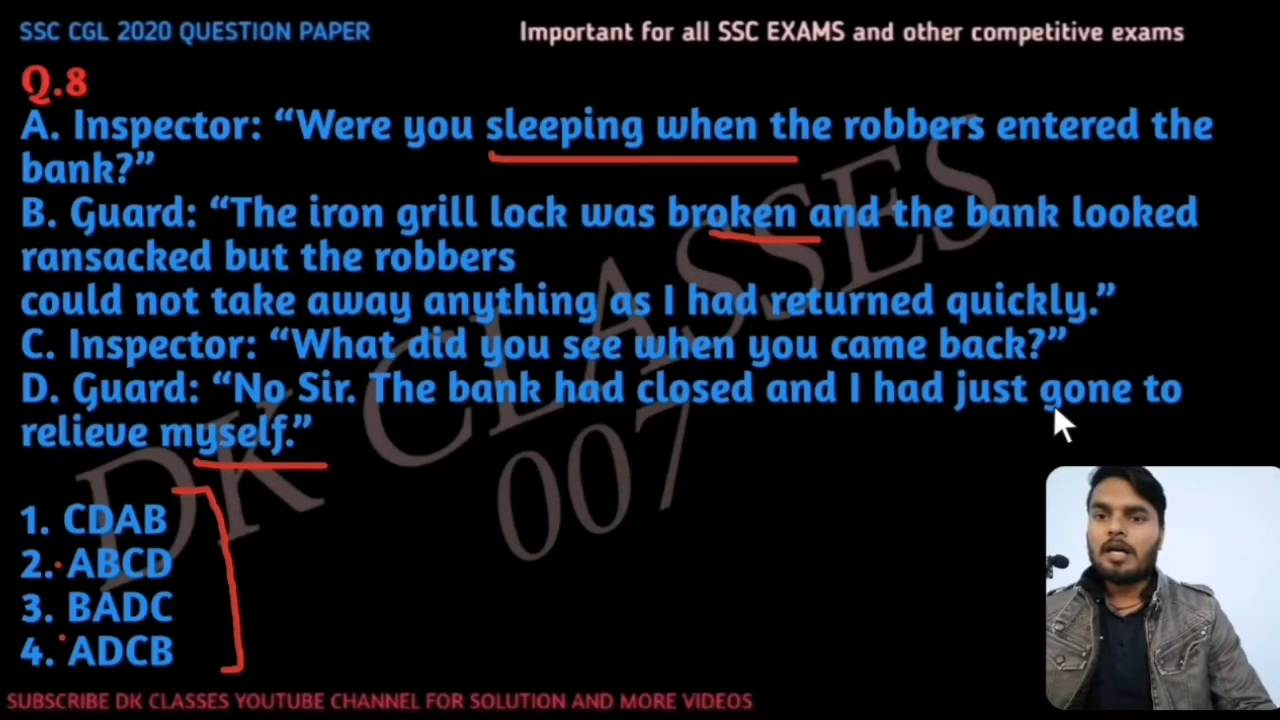 SSC CGL 2020 QUESTION PAPER
Important for all SSC EXAMS and other competitive exams
Q.8
A. Inspector: “Were you sleeping when the robbers entered the
bank?”
B. Guard: “The iron grill lock was broken and the bank looked
ransacked but the robbers
could not take away anything as I had returned quickly.”
C. Inspector: “What did you see when you came back?”
D. Guard: “No Sir. The bank had closed and I had just gone to
relieve myself.”
DK CLASSES
007
1. CDAB
2. ABCD
3. BADC
4. ADCB
SUBSCRIBE DK CLASSES YOUTUBE CHANNEL FOR SOLUTION AND MORE VIDEOS